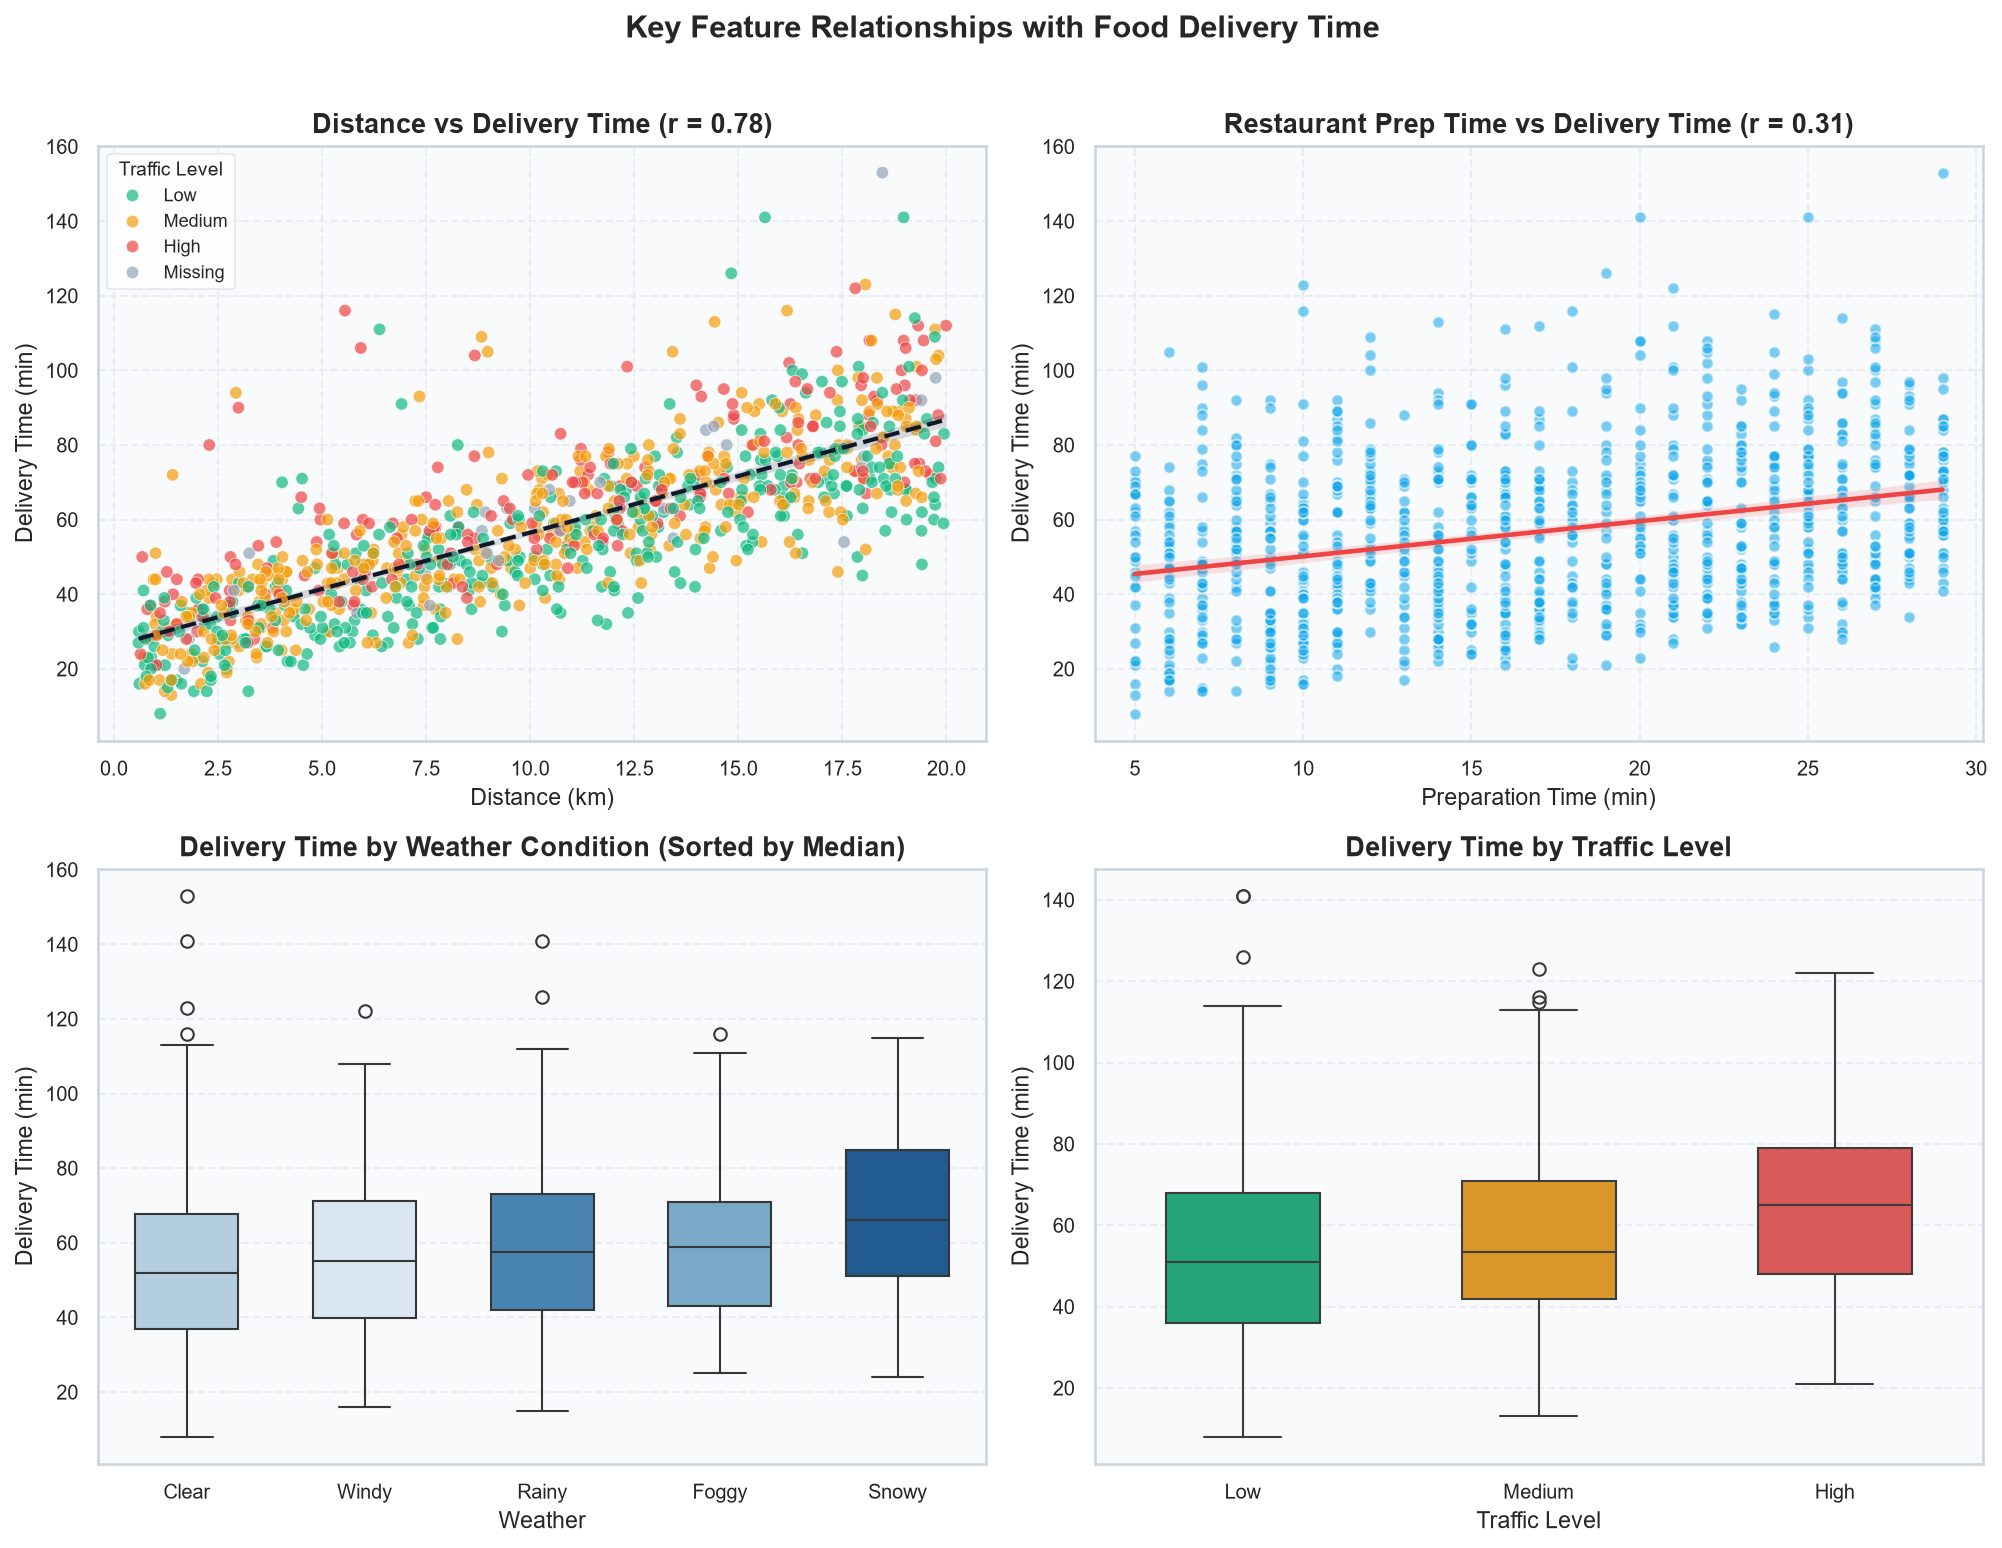 Key Feature Relationships with Food Delivery Time
Distance vs Delivery Time (r = 0.78)
160
140
120
100
80
60
40
20
Delivery Time (min)
Traffic Level
Low
Medium
High
Missing
0.0 2.5 5.0 7.5 10.0 12.5 15.0 17.5 20.0
Distance (km)
Restaurant Prep Time vs Delivery Time (r = 0.31)
160
140
120
100
80
60
40
20
Delivery Time (min)
5 10 15 20 25 30
Preparation Time (min)
Delivery Time by Weather Condition (Sorted by Median)
160
140
120
100
80
60
40
20
Delivery Time (min)
Clear Windy Rainy Foggy Snowy
Weather
Delivery Time by Traffic Level
140
120
100
80
60
40
20
Delivery Time (min)
Low Medium High
Traffic Level